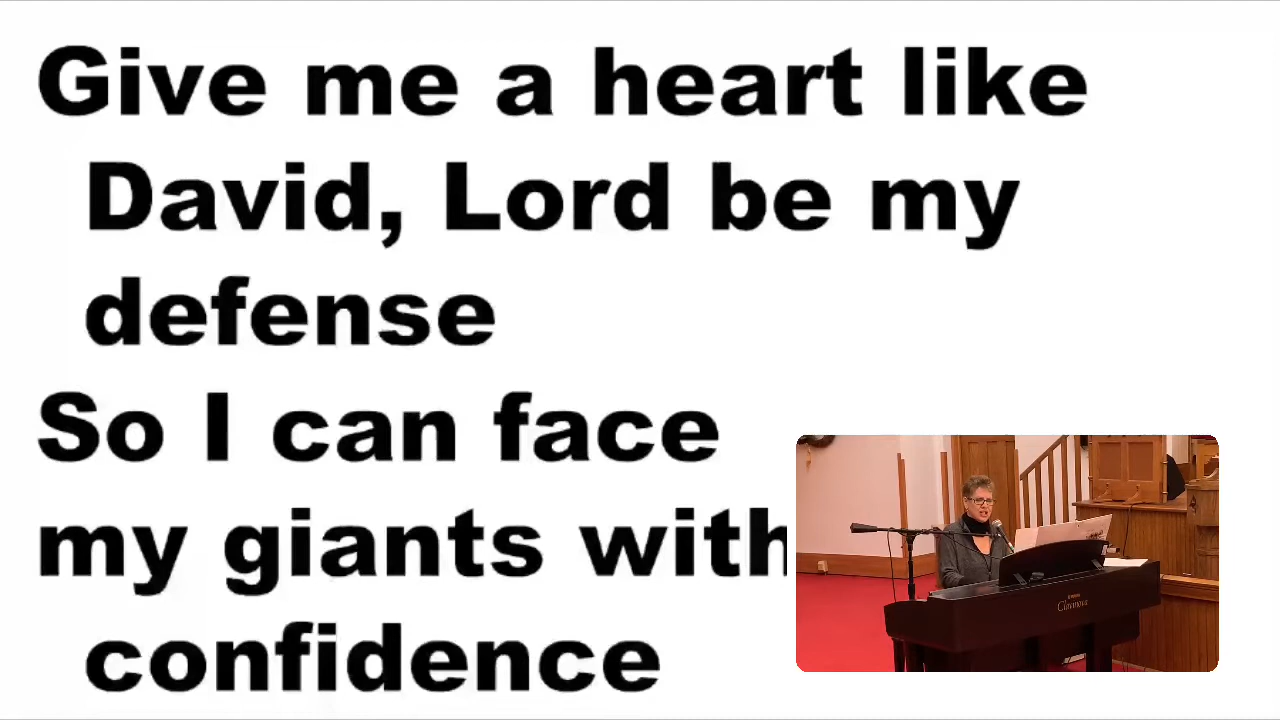 Give me a heart like
David, Lord be my
defense
So I can face
my giants with
confidence
Clavinova